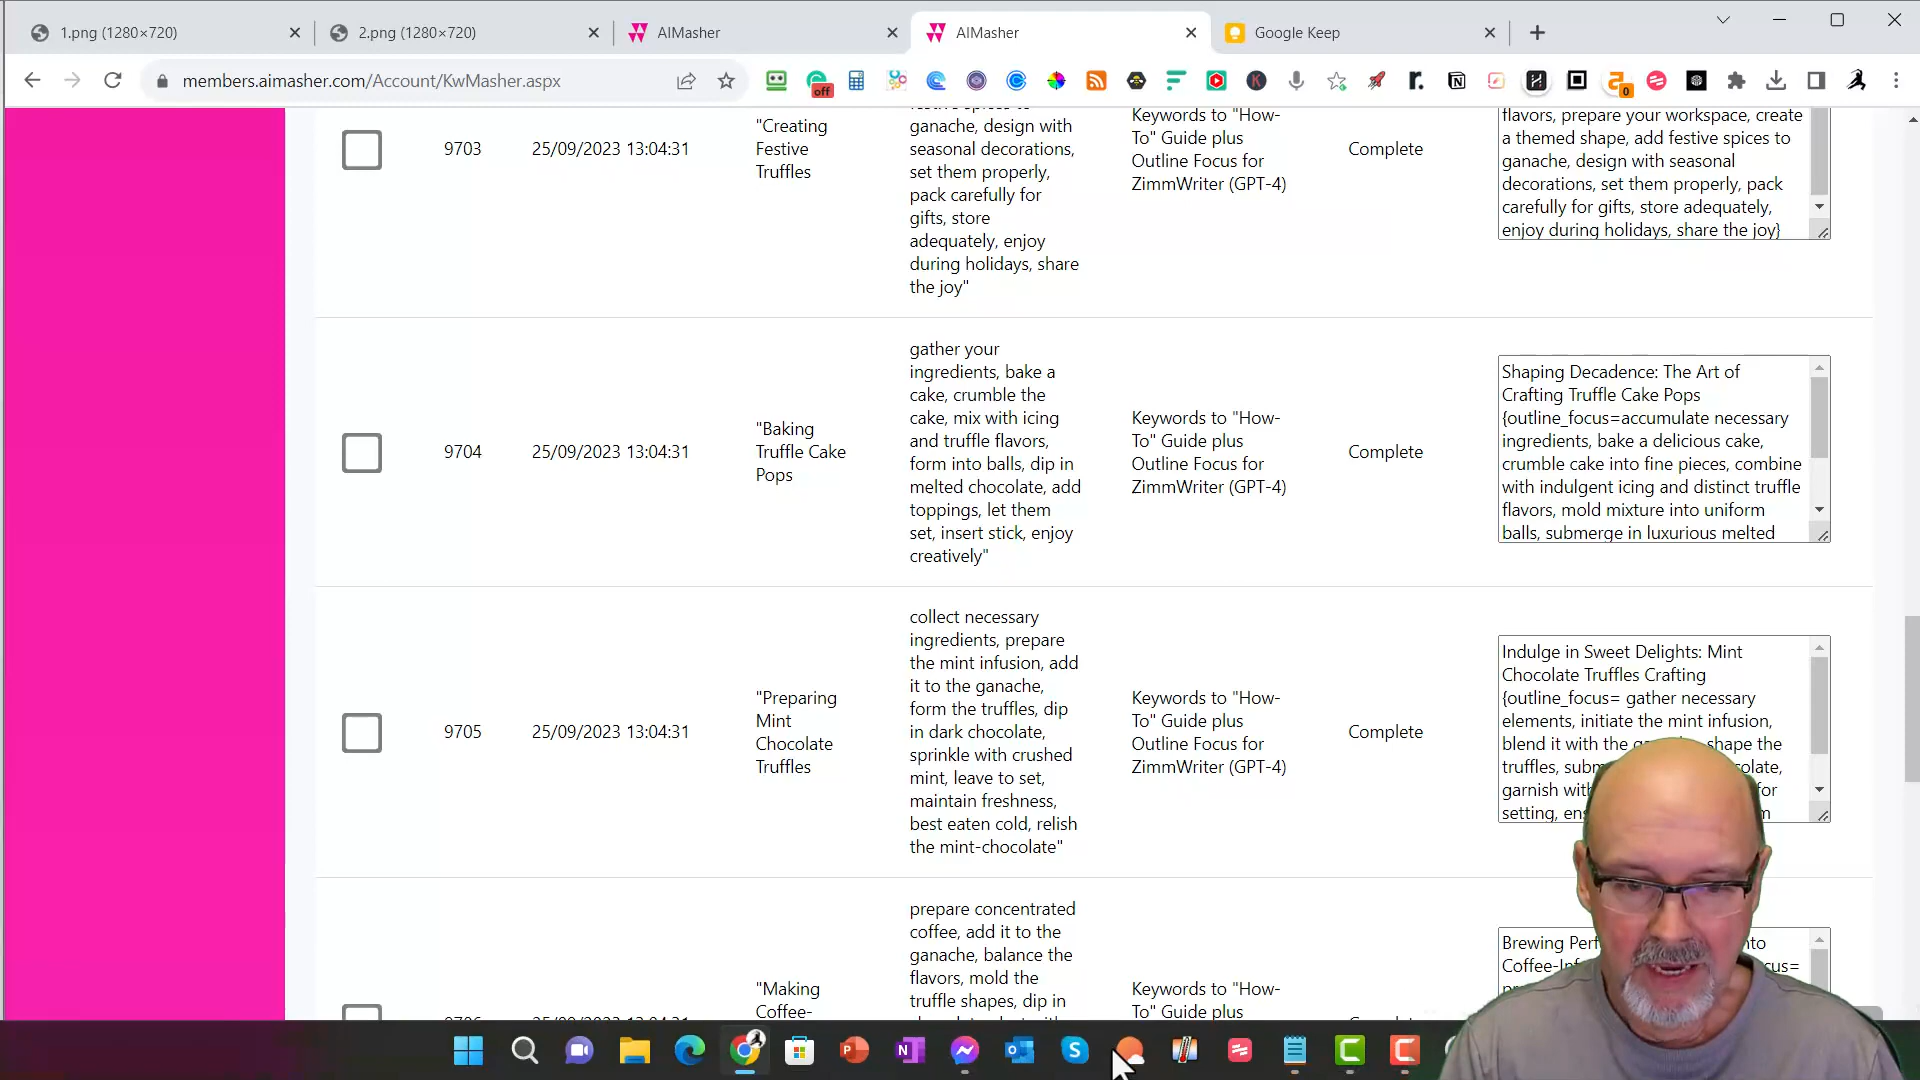 1.png (1280×720)
2.png (1280×720)
AIMasher
AIMasher
Google Keep
members.aimasher.com/Account/KwMasher.aspx
off
0
9703
25/09/2023 13:04:31
"Creating
Festive
Truffles
ganache, design with
seasonal decorations,
set them properly,
pack carefully for
gifts, store
adequately, enjoy
during holidays, share
the joy"
Keywords to "How-
To" Guide plus
Outline Focus for
ZimmWriter (GPT-4)
Complete
flavors, prepare your workspace, create
a themed shape, add festive spices to
ganache, design with seasonal
decorations, set them properly, pack
carefully for gifts, store adequately,
enjoy during holidays, share the joy}
9704
25/09/2023 13:04:31
"Baking
Truffle Cake
Pops
gather your
ingredients, bake a
cake, crumble the
cake, mix with icing
and truffle flavors,
form into balls, dip in
melted chocolate, add
toppings, let them
set, insert stick, enjoy
creatively"
Keywords to "How-
To" Guide plus
Outline Focus for
ZimmWriter (GPT-4)
Complete
Shaping Decadence: The Art of
Crafting Truffle Cake Pops
{outline_focus=accumulate necessary
ingredients, bake a delicious cake,
crumble cake into fine pieces, combine
with indulgent icing and distinct truffle
flavors, mold mixture into uniform
balls, submerge in luxurious melted
9705
25/09/2023 13:04:31
"Preparing
Mint
Chocolate
Truffles
collect necessary
ingredients, prepare
the mint infusion, add
it to the ganache,
form the truffles, dip
in dark chocolate,
sprinkle with crushed
mint, leave to set,
maintain freshness,
best eaten cold, relish
the mint-chocolate"
Keywords to "How-
To" Guide plus
Outline Focus for
ZimmWriter (GPT-4)
Complete
Indulge in Sweet Delights: Mint
Chocolate Truffles Crafting
{outline_focus= gather necessary
elements, initiate the mint infusion,
blend it with the shape the
truffles,
garnish for
setting,
"Making
Coffee-
prepare concentrated
coffee, add it to the
ganache, balance the
flavors, mold the
truffle shapes, dip in
Keywords to "How-
To" Guide plus
Brewing